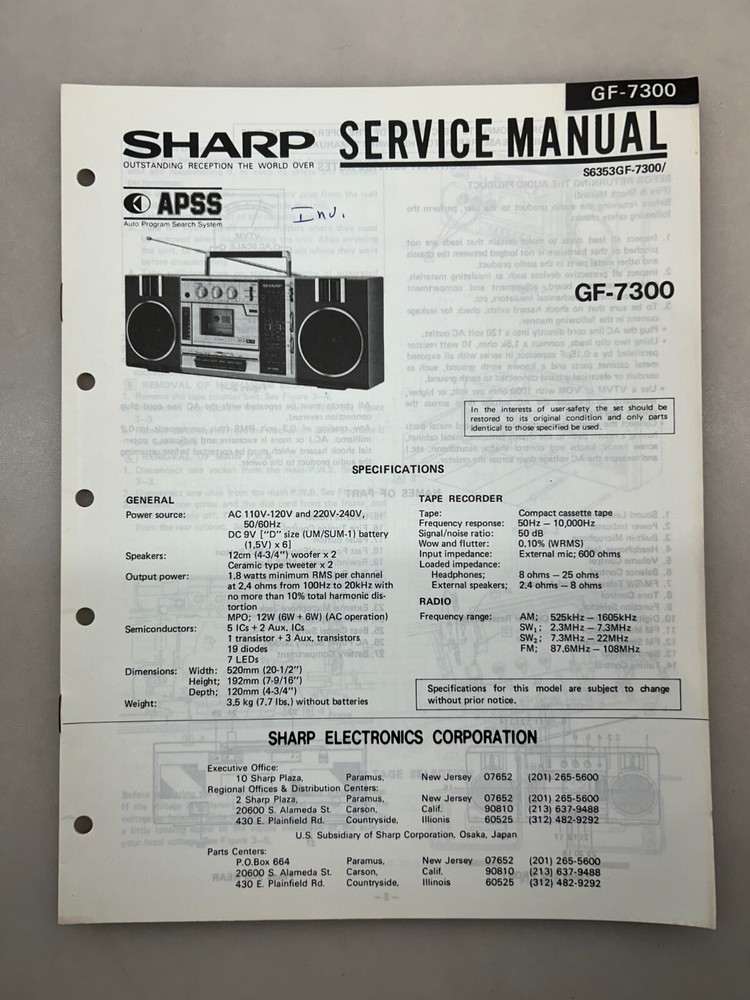 GF-7300
SHARP SERVICE MANUAL
OUTSTANDING RECEPTION THE WORLD OVER
S6353GF-7300/
APSS
Auto Program Search System
Inv.
GF-7300
In the interests of user-safety the set should be
restored to its original condition and only parts
identical to those specified be used.
SPECIFICATIONS
GENERAL
Power source: AC 110V-120V and 220V-240V,
50/60Hz
DC 9V ["D" size (UM/SUM-1) battery
(1,5V) x 6]
Speakers: 12cm (4-3/4") woofer x 2
Ceramic type tweeter x 2
Output power: 1.8 watts minimum RMS per channel
at 2,4 ohms from 100Hz to 20kHz with
no more than 10% total harmonic dis-
tortion
MPO; 12W (6W + 6W) (AC operation)
Semiconductors: 5 ICs + 2 Aux. ICs
1 transistor + 3 Aux. transistors
19 diodes
7 LEDs
Dimensions: Width: 520mm (20-1/2")
Height; 192mm (7-9/16")
Depth; 120mm (4-3/4")
Weight: 3,5 kg (7.7 lbs.) without batteries
TAPE RECORDER
Tape: Compact cassette tape
Frequency response: 50Hz – 10,000Hz
Signal/noise ratio: 50 dB
Wow and flutter: 0,10% (WRMS)
Input impedance: External mic; 600 ohms
Loaded impedance:
Headphones; 8 ohms – 25 ohms
External speakers; 2,4 ohms – 8 ohms
RADIO
Frequency range: AM; 525kHz – 1605kHz
SW₁; 2.3MHz – 7.3MHz
SW₂; 7.3MHz – 22MHz
FM; 87.6MHz – 108MHz
Specifications for this model are subject to change
without prior notice.
SHARP ELECTRONICS CORPORATION
Executive Office:
10 Sharp Plaza, Paramus, New Jersey 07652 (201) 265-5600
Regional Offices & Distribution Centers:
2 Sharp Plaza, Paramus, New Jersey 07652 (201) 265-5600
20600 S. Alameda St. Carson, Calif. 90810 (213) 637-9488
430 E. Plainfield Rd. Countryside, Illionis 60525 (312) 482-9292
U.S. Subsidiary of Sharp Corporation, Osaka, Japan
Parts Centers:
P.O.Box 664 Paramus, New Jersey 07652 (201) 265-5600
20600 S. Alameda St. Carson, Calif. 90810 (213) 637-9488
430 E. Plainfield Rd. Countryside, Illinois 60525 (312) 482-9292